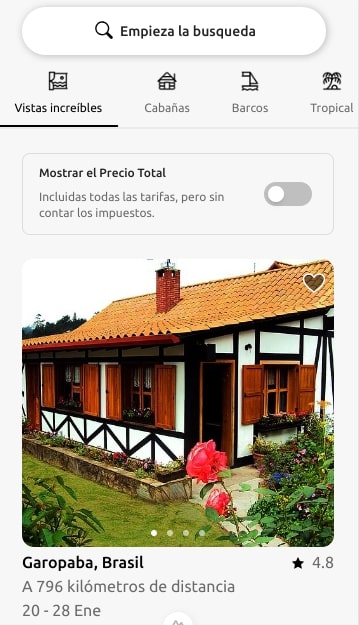 Empieza la busqueda
Vistas increíbles
Cabañas
Barcos
Tropical
Mostrar el Precio Total
Incluidas todas las tarifas, pero sin
contar los impuestos.
Garopaba, Brasil
4.8
A 796 kilómetros de distancia
20 - 28 Ene